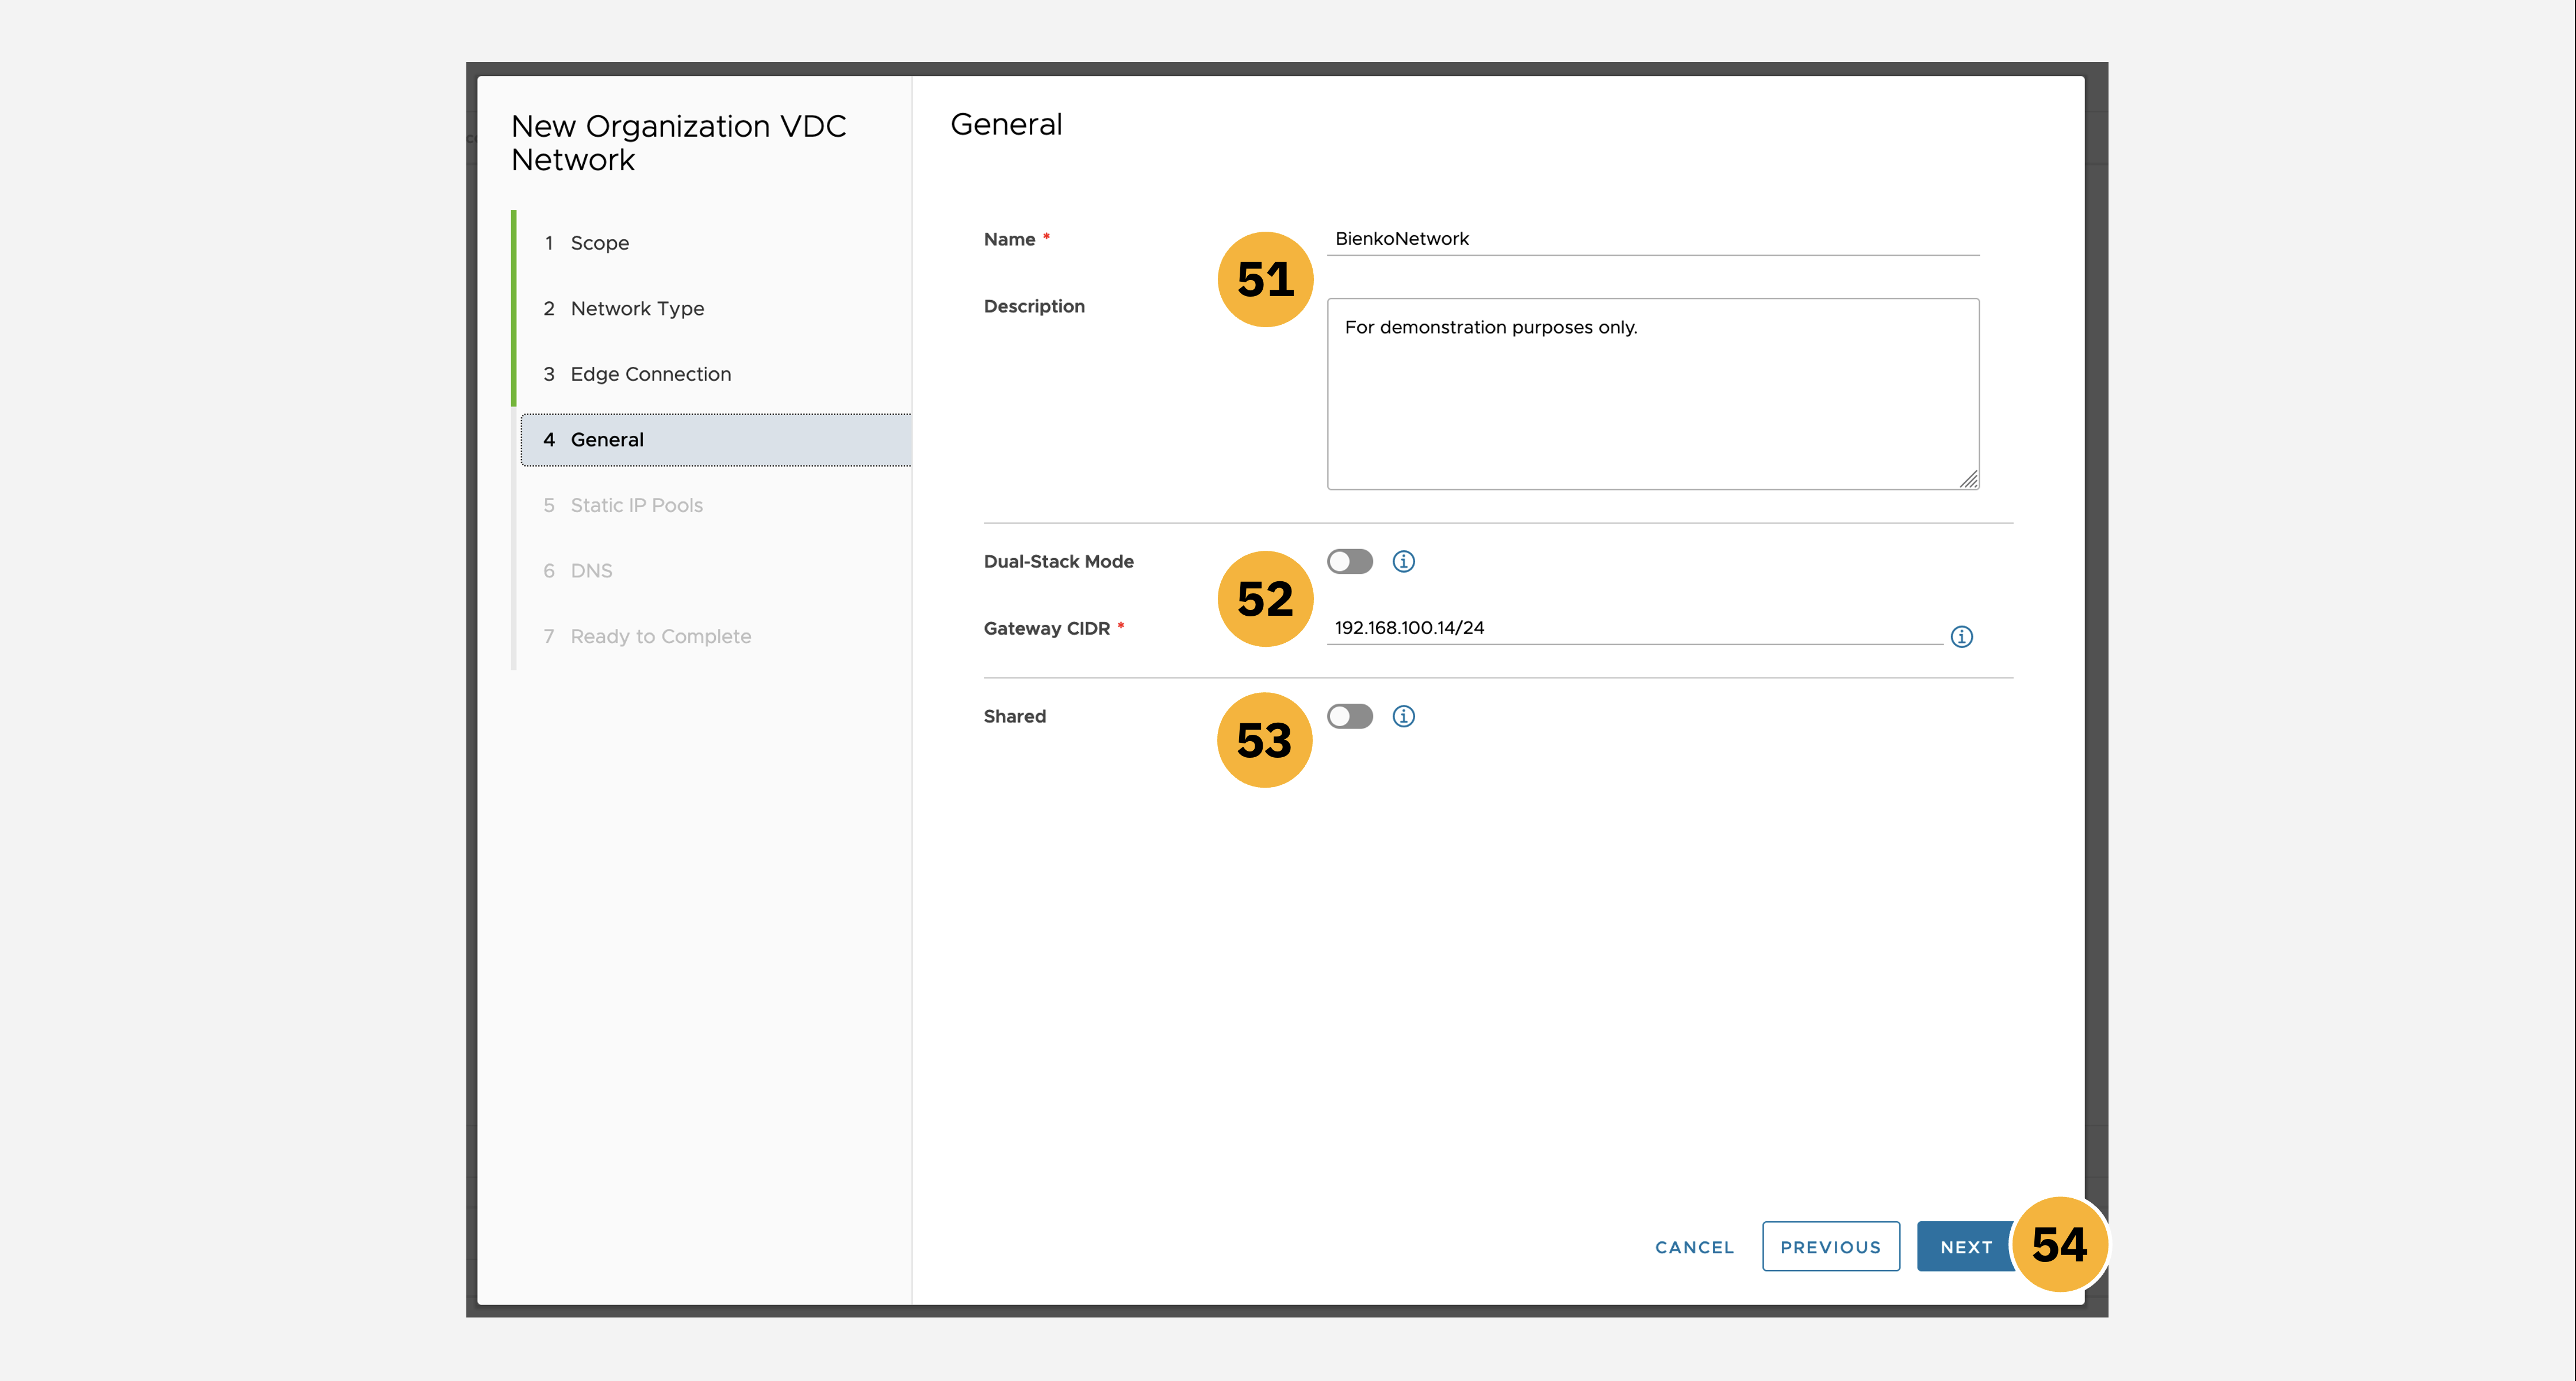 New Organization VDC
Network
1 Scope
2 Network Type
3 Edge Connection
4 General
5 Static IP Pools
6 DNS
7 Ready to Complete
General
Name *
BienkoNetwork
51
Description
For demonstration purposes only.
Dual-Stack Mode
52
Gateway CIDR *
192.168.100.14/24
Shared
53
CANCEL
PREVIOUS
NEXT
54